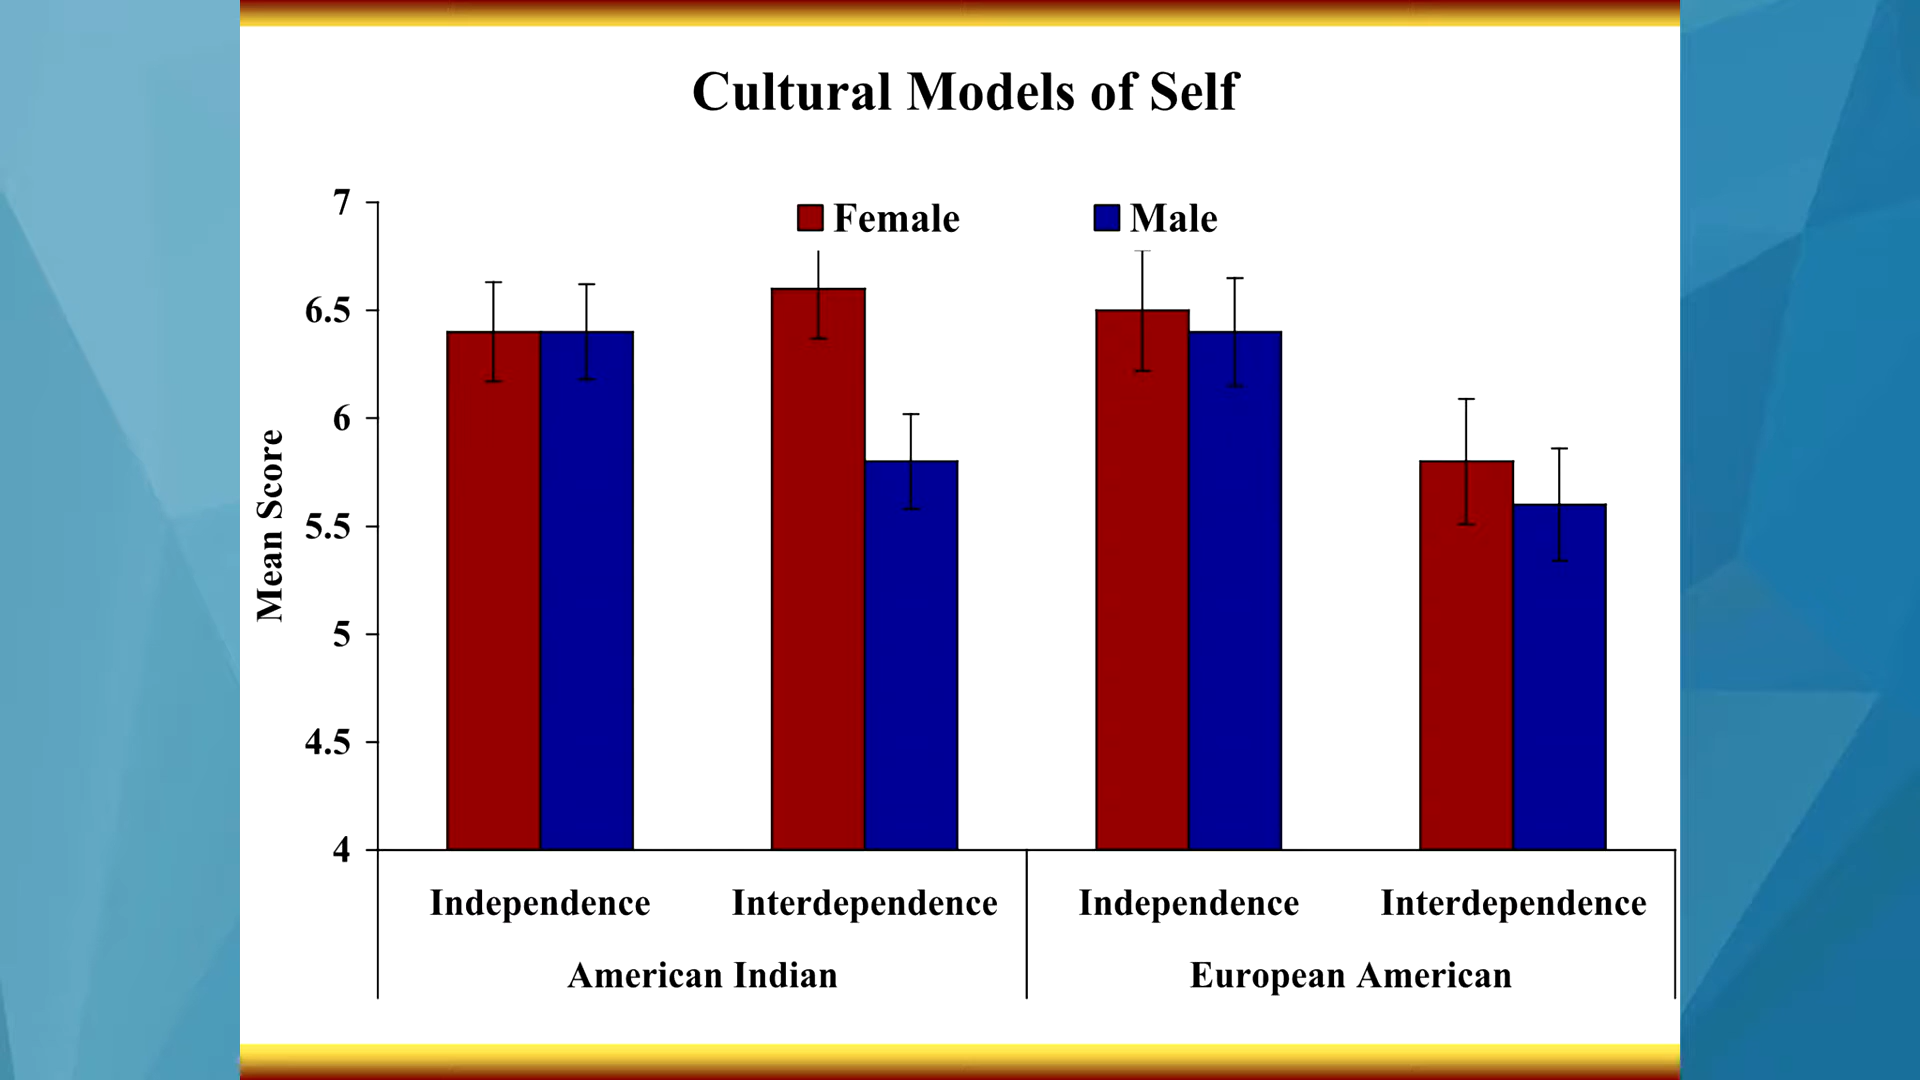 Cultural Models of Self
Female
Male
7
6.5
6
5.5
5
4.5
4
Mean Score
Independence
Interdependence
Independence
Interdependence
American Indian
European American